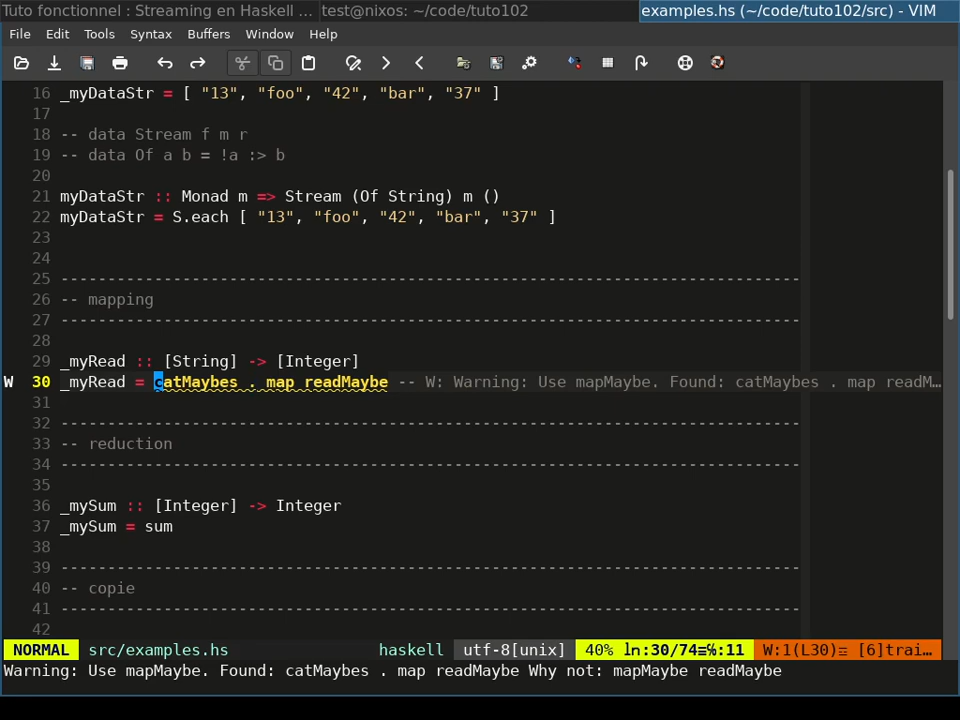 Tuto fonctionnel : Streaming en Haskell ... test@nixos: ~/code/tuto102 examples.hs (~/code/tuto102/src) - VIM
File Edit Tools Syntax Buffers Window Help
16 _myDataStr = [ "13", "foo", "42", "bar", "37" ]
17
18 -- data Stream f m r
19 -- data Of a b = !a :> b
20
21 myDataStr :: Monad m => Stream (Of String) m ()
22 myDataStr = S.each [ "13", "foo", "42", "bar", "37" ]
23
24
25 -------------------------------------------------------------------------------
26 -- mapping
27 -------------------------------------------------------------------------------
28
29 _myRead :: [String] -> [Integer]
W 30 _myRead = catMaybes . map readMaybe -- W: Warning: Use mapMaybe. Found: catMaybes . map readM…
31
32 -------------------------------------------------------------------------------
33 -- reduction
34 -------------------------------------------------------------------------------
35
36 _mySum :: [Integer] -> Integer
37 _mySum = sum
38
39 -------------------------------------------------------------------------------
40 -- copie
41 -------------------------------------------------------------------------------
42
NORMAL src/examples.hs haskell utf-8[unix] 40% ln:30/74≡℅:11 W:1(L30) [6]trai…
Warning: Use mapMaybe. Found: catMaybes . map readMaybe Why not: mapMaybe readMaybe